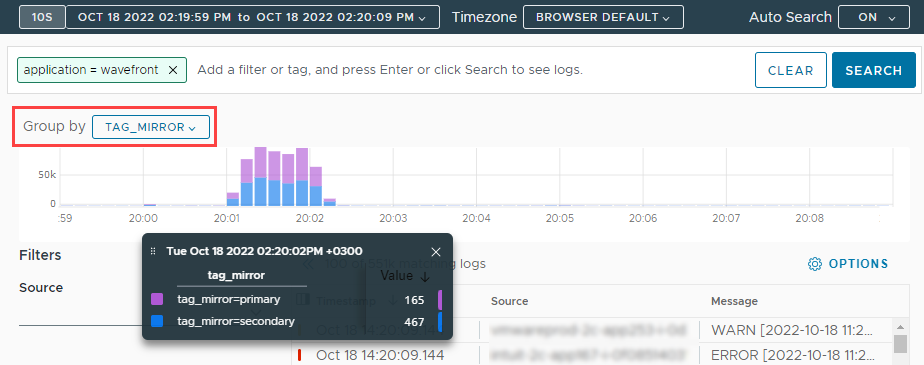 10S OCT 18 2022 02:19:59 PM to OCT 18 2022 02:20:09 PM Timezone BROWSER DEFAULT Auto Search ON
application = wavefront × Add a filter or tag, and press Enter or click Search to see logs. CLEAR SEARCH
Group by TAG_MIRROR
50k
0
:59 20:00 20:01 20:02 20:03 20:04 20:05 20:06 20:07 20:08
Filters
Source
Tue Oct 18 2022 02:20:02PM +0300
tag_mirror Value
tag_mirror=primary 165
tag_mirror=secondary 467
matching logs
OPTIONS
Timestamp Source Message
Oct 18 14:20:09.144 WARN [2022-10-18 11:2...
Oct 18 14:20:09.144 ERROR [2022-10-18 11:2...